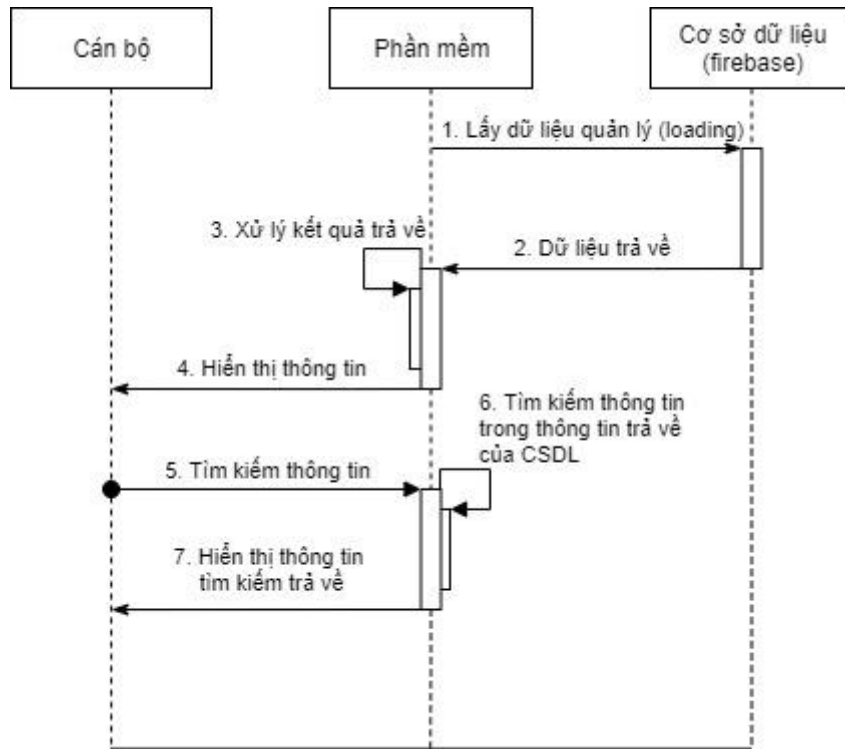 Cán bộ
Phần mềm
Cơ sở dữ liệu
(firebase)
1. Lấy dữ liệu quản lý (loading)
3. Xử lý kết quả trả về
2. Dữ liệu trả về
4. Hiển thị thông tin
6. Tìm kiếm thông tin
trong thông tin trả về
của CSDL
5. Tìm kiếm thông tin
7. Hiển thị thông tin
tìm kiếm trả về